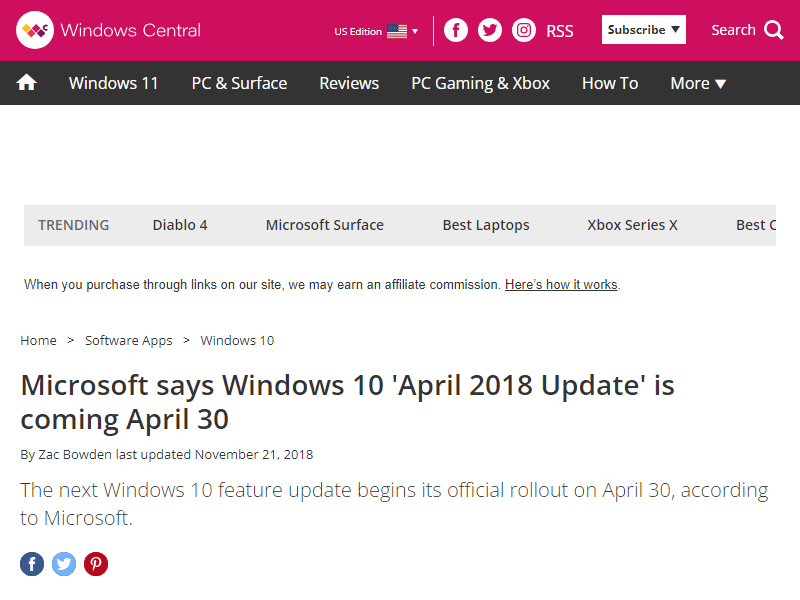 Windows Central
US Edition
RSS
Subscribe ▼
Search
Windows 11
PC & Surface
Reviews
PC Gaming & Xbox
How To
More ▼
TRENDING
Diablo 4
Microsoft Surface
Best Laptops
Xbox Series X
Best
When you purchase through links on our site, we may earn an affiliate commission. Here’s how it works.
Home > Software Apps > Windows 10
Microsoft says Windows 10 'April 2018 Update' is
coming April 30
By Zac Bowden last updated November 21, 2018
The next Windows 10 feature update begins its official rollout on April 30, according
to Microsoft.